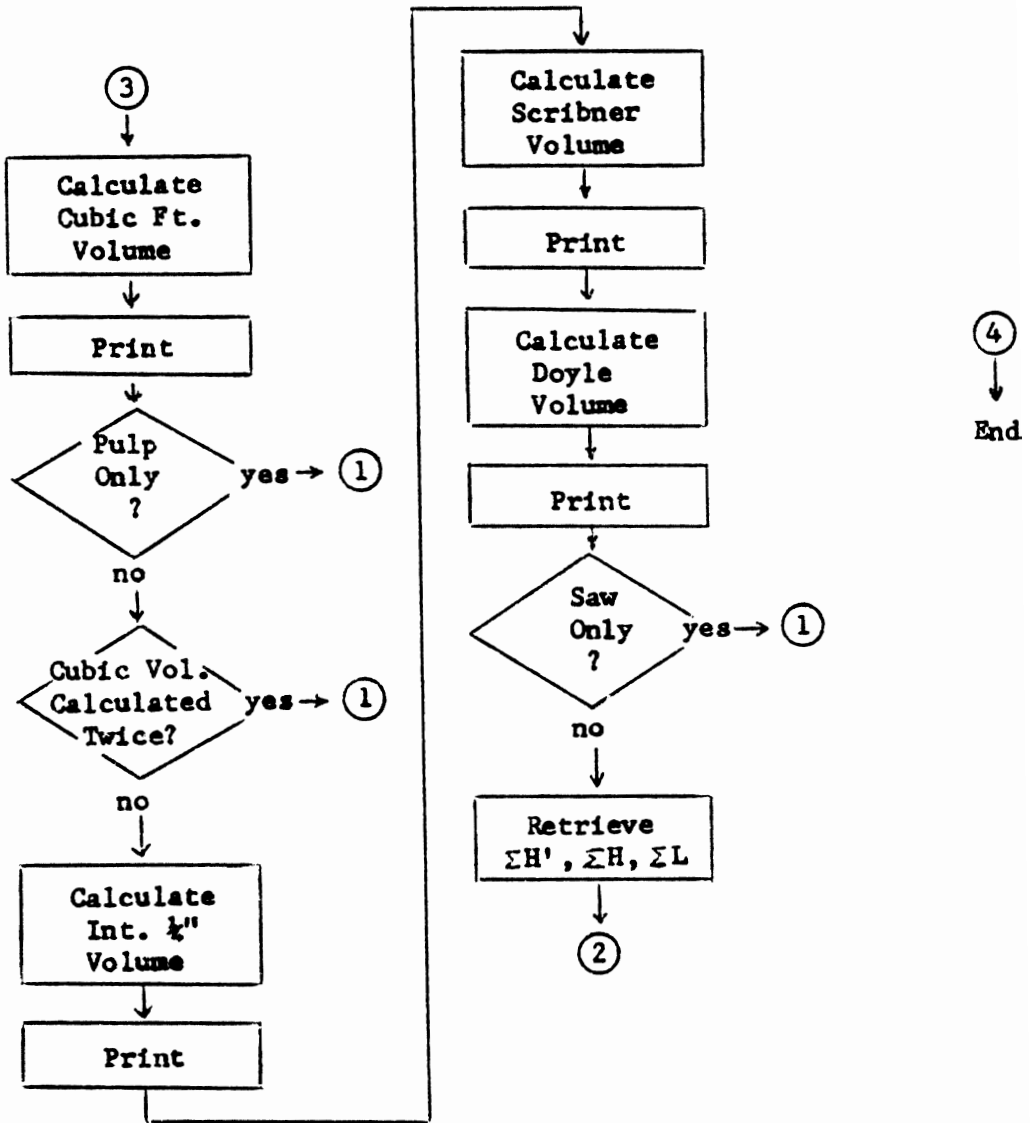 3
Calculate
Cubic Ft.
Volume
Print
Pulp
Only
?
yes
1
no
Cubic Vol.
Calculated
Twice?
yes
1
no
Calculate
Int. ¼"
Volume
Print
Calculate
Scribner
Volume
Print
Calculate
Doyle
Volume
Print
Saw
Only
?
yes
1
no
Retrieve
ΣH', ΣH, ΣL
2
4
End